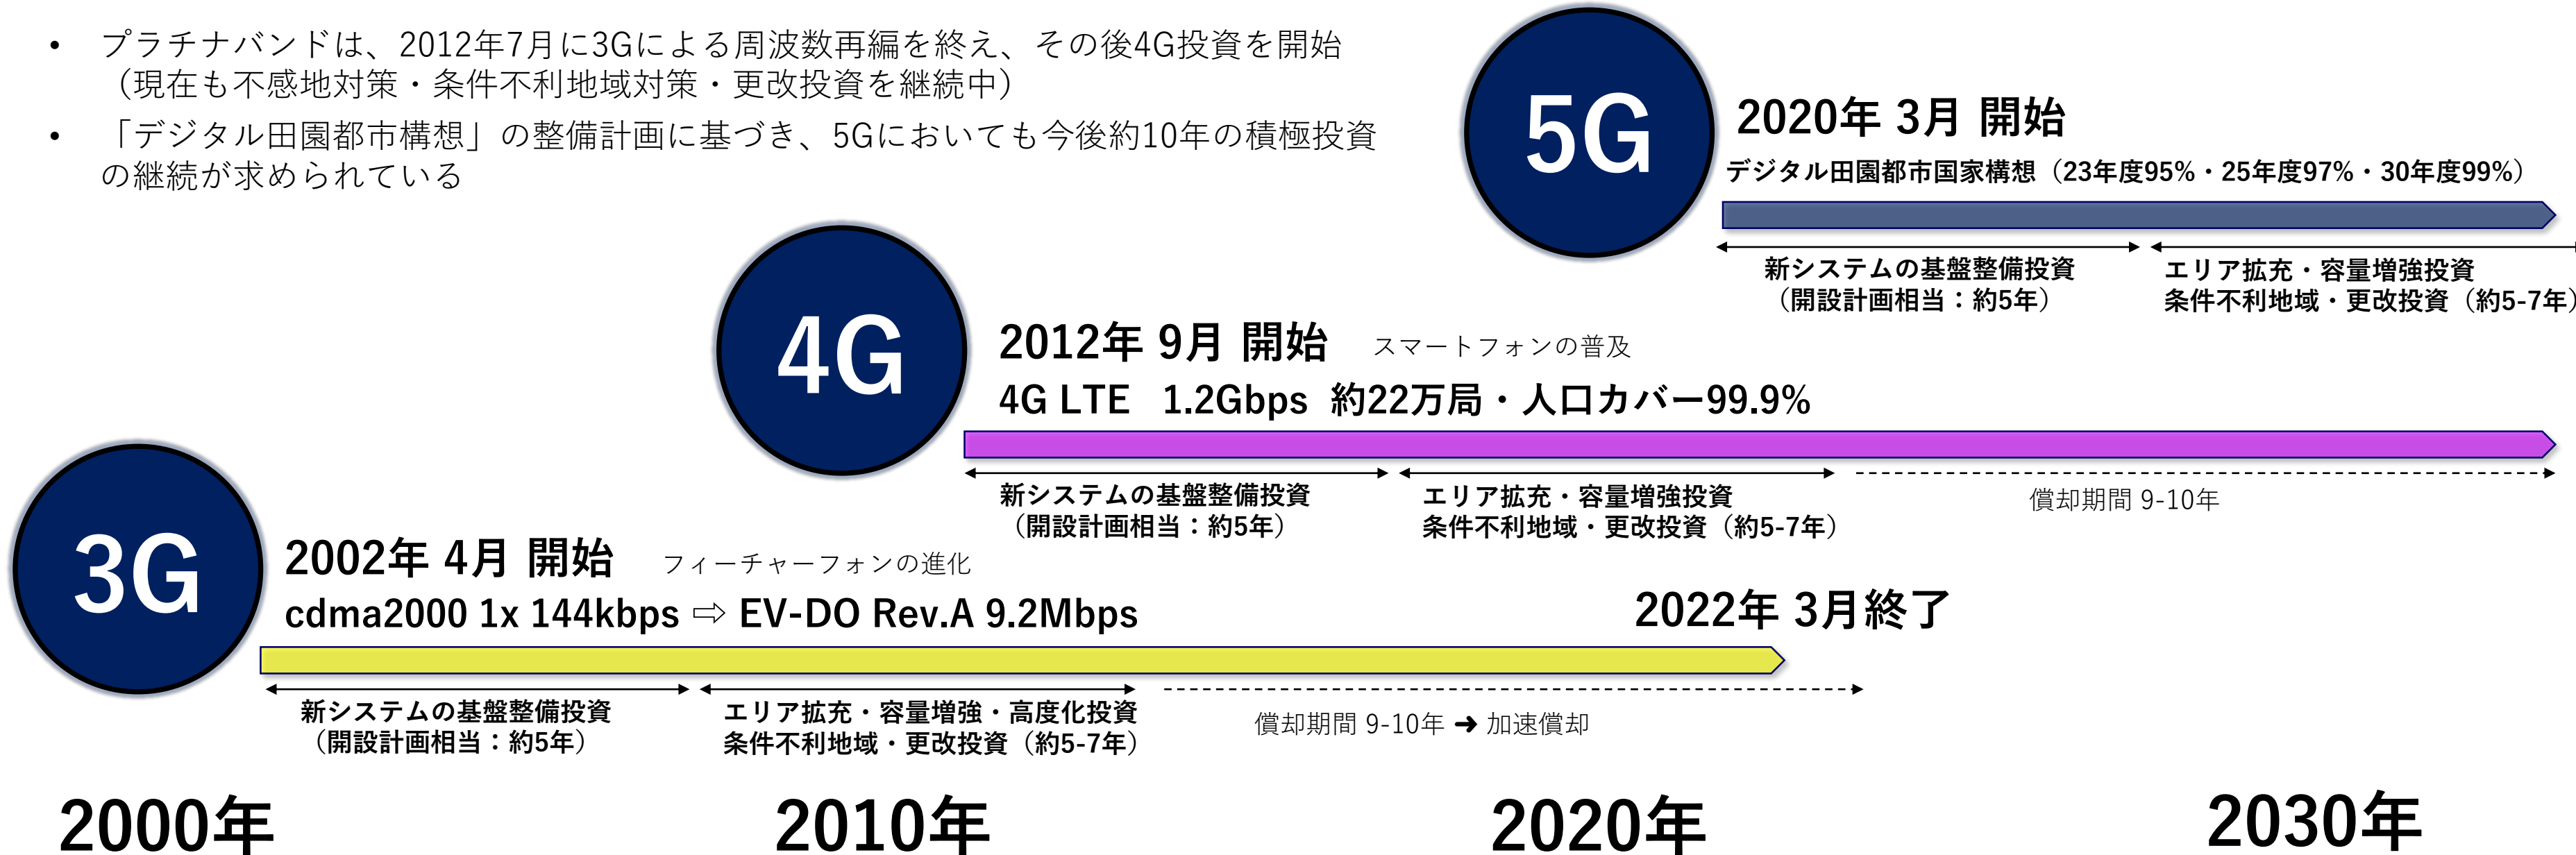 • プラチナバンドは、2012年7月に3Gによる周波数再編を終え、その後4G投資を開始
（現在も不感地対策・条件不利地域対策・更改投資を継続中）
• 「デジタル田園都市構想」の整備計画に基づき、5Gにおいても今後約10年の積極投資
の継続が求められている
5G
2020年 3月 開始
デジタル田園都市国家構想（23年度95%・25年度97%・30年度99%）
新システムの基盤整備投資
（開設計画相当：約5年）
エリア拡充・容量増強投資
条件不利地域・更改投資（約5-7年）
4G
2012年 9月 開始
スマートフォンの普及
4G LTE 1.2Gbps 約22万局・人口カバー99.9%
新システムの基盤整備投資
（開設計画相当：約5年）
エリア拡充・容量増強投資
条件不利地域・更改投資（約5-7年）
償却期間 9-10年
3G
2002年 4月 開始
フィーチャーフォンの進化
cdma2000 1x 144kbps ⇨ EV-DO Rev.A 9.2Mbps
2022年 3月終了
新システムの基盤整備投資
（開設計画相当：約5年）
エリア拡充・容量増強・高度化投資
条件不利地域・更改投資（約5-7年）
償却期間 9-10年 ➜ 加速償却
2000年
2010年
2020年
2030年